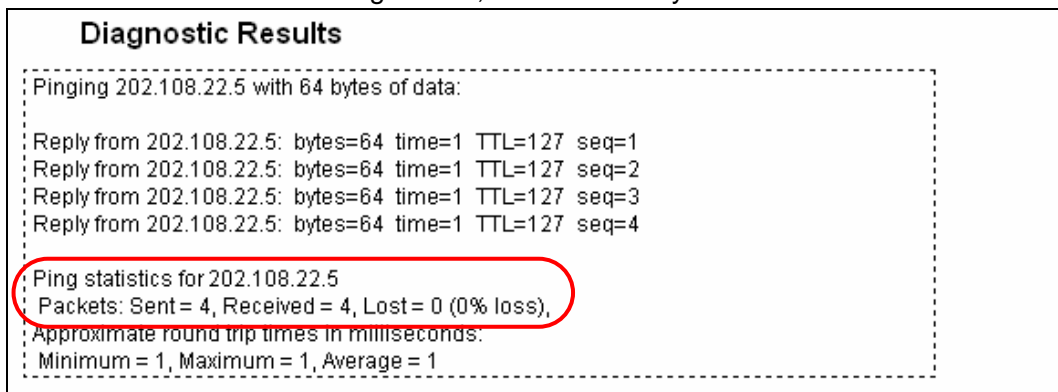 Diagnostic Results
Pinging 202.108.22.5 with 64 bytes of data:
Reply from 202.108.22.5: bytes=64 time=1 TTL=127 seq=1
Reply from 202.108.22.5: bytes=64 time=1 TTL=127 seq=2
Reply from 202.108.22.5: bytes=64 time=1 TTL=127 seq=3
Reply from 202.108.22.5: bytes=64 time=1 TTL=127 seq=4
Ping statistics for 202.108.22.5
Packets: Sent = 4, Received = 4, Lost = 0 (0% loss),
Approximate round trip times in milliseconds:
Minimum = 1, Maximum = 1, Average = 1